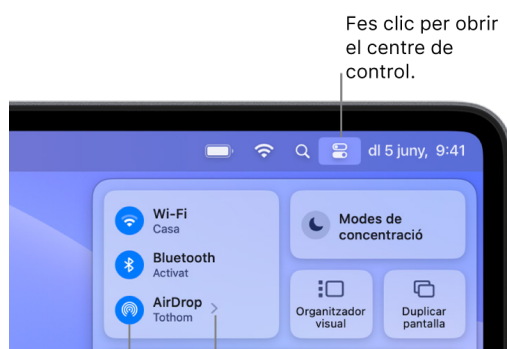 Fes clic per obrir
el centre de
control.
dl 5 juny, 9:41
Wi-Fi
Casa
Bluetooth
Activat
AirDrop
Tothom
Modes de
concentració
Organitzador
visual
Duplicar
pantalla